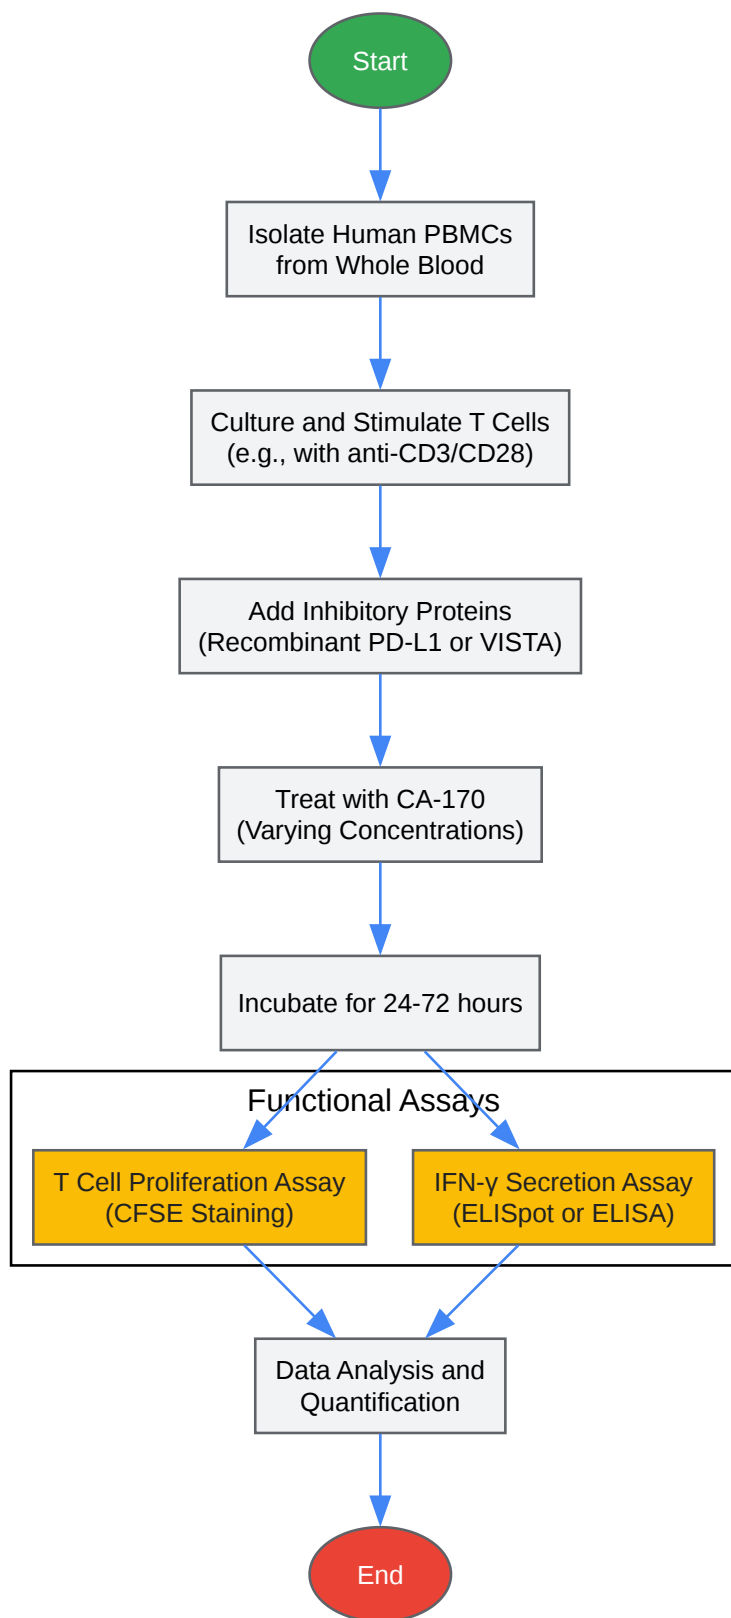 Start
Isolate Human PBMCs
from Whole Blood
Culture and Stimulate T Cells
(e.g., with anti-CD3/CD28)
Add Inhibitory Proteins
(Recombinant PD-L1 or VISTA)
Treat with CA-170
(Varying Concentrations)
Incubate for 24-72 hours
Functional Assays
T Cell Proliferation Assay
(CFSE Staining)
IFN-γ Secretion Assay
(ELISpot or ELISA)
Data Analysis and
Quantification
End